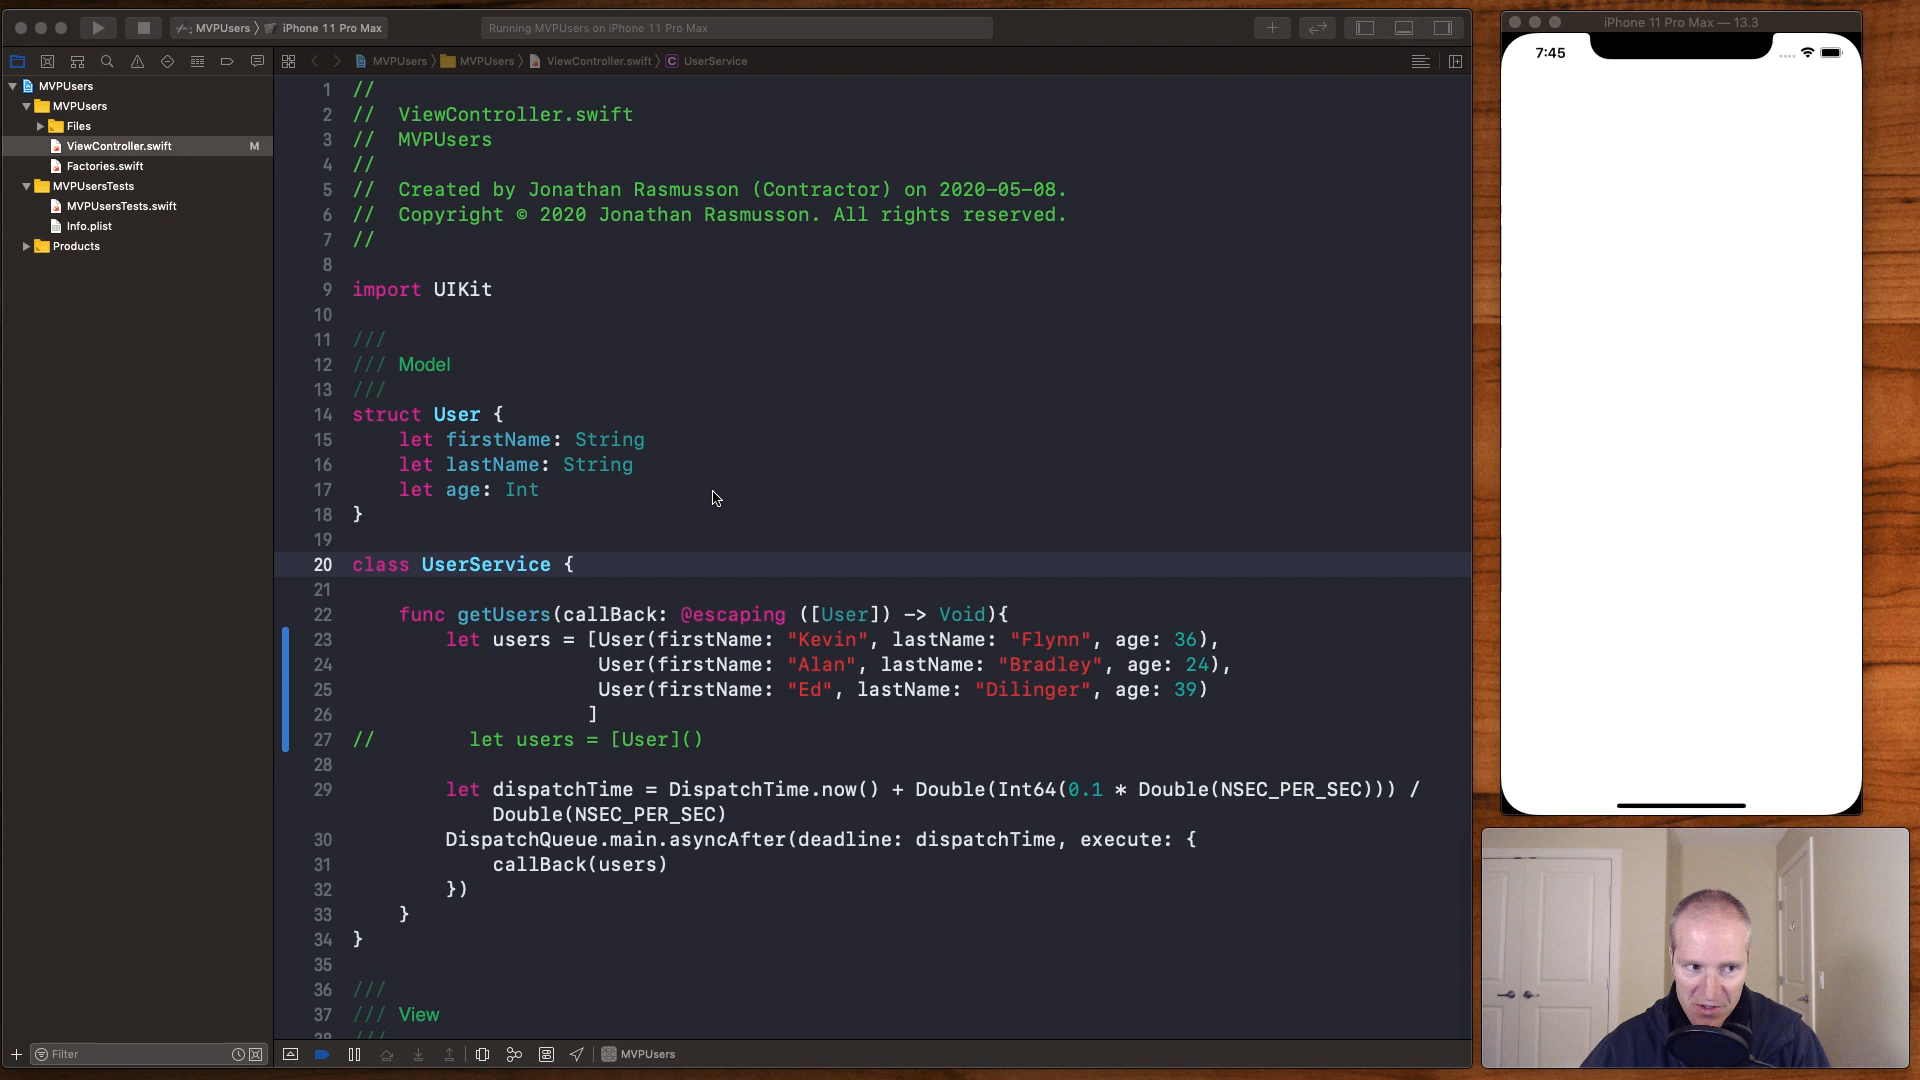 MVPUsers 〉 iPhone 11 Pro Max
Running MVPUsers on iPhone 11 Pro Max
iPhone 11 Pro Max — 13.3
7:45
MVPUsers 〉 MVPUsers 〉 ViewController.swift 〉 C UserService
MVPUsers
MVPUsers
Files
ViewController.swift M
Factories.swift
MVPUsersTests
MVPUsersTests.swift
Info.plist
Products
1 //
2 //  ViewController.swift
3 //  MVPUsers
4 //
5 //  Created by Jonathan Rasmusson (Contractor) on 2020-05-08.
6 //  Copyright © 2020 Jonathan Rasmusson. All rights reserved.
7 //
8
9 import UIKit
10
11 ///
12 /// Model
13 ///
14 struct User {
15     let firstName: String
16     let lastName: String
17     let age: Int
18 }
19
20 class UserService {
21
22     func getUsers(callBack: @escaping ([User]) -> Void){
23         let users = [User(firstName: "Kevin", lastName: "Flynn", age: 36),
24                      User(firstName: "Alan", lastName: "Bradley", age: 24),
25                      User(firstName: "Ed", lastName: "Dilinger", age: 39)
26                     ]
27 //        let users = [User]()
28
29         let dispatchTime = DispatchTime.now() + Double(Int64(0.1 * Double(NSEC_PER_SEC))) /
            Double(NSEC_PER_SEC)
30         DispatchQueue.main.asyncAfter(deadline: dispatchTime, execute: {
31             callBack(users)
32         })
33     }
34 }
35
36 ///
37 /// View
38 ///
Filter
MVPUsers